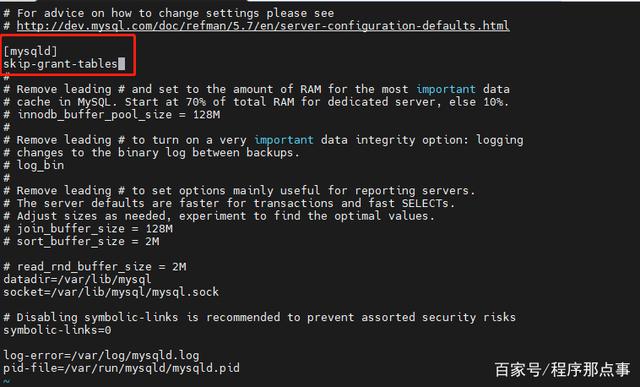 # For advice on how to change settings please see
# http://dev.mysql.com/doc/refman/5.7/en/server-configuration-defaults.html

[mysqld]
skip-grant-tables
#
# Remove leading # and set to the amount of RAM for the most important data
# cache in MySQL. Start at 70% of total RAM for dedicated server, else 10%.
# innodb_buffer_pool_size = 128M
#
# Remove leading # to turn on a very important data integrity option: logging
# changes to the binary log between backups.
# log_bin
#
# Remove leading # to set options mainly useful for reporting servers.
# The server defaults are faster for transactions and fast SELECTs.
# Adjust sizes as needed, experiment to find the optimal values.
# join_buffer_size = 128M
# sort_buffer_size = 2M

# read_rnd_buffer_size = 2M
datadir=/var/lib/mysql
socket=/var/lib/mysql/mysql.sock

# Disabling symbolic-links is recommended to prevent assorted security risks
symbolic-links=0

log-error=/var/log/mysqld.log
pid-file=/var/run/mysqld/mysqld.pid
~
百家号/程序那点事